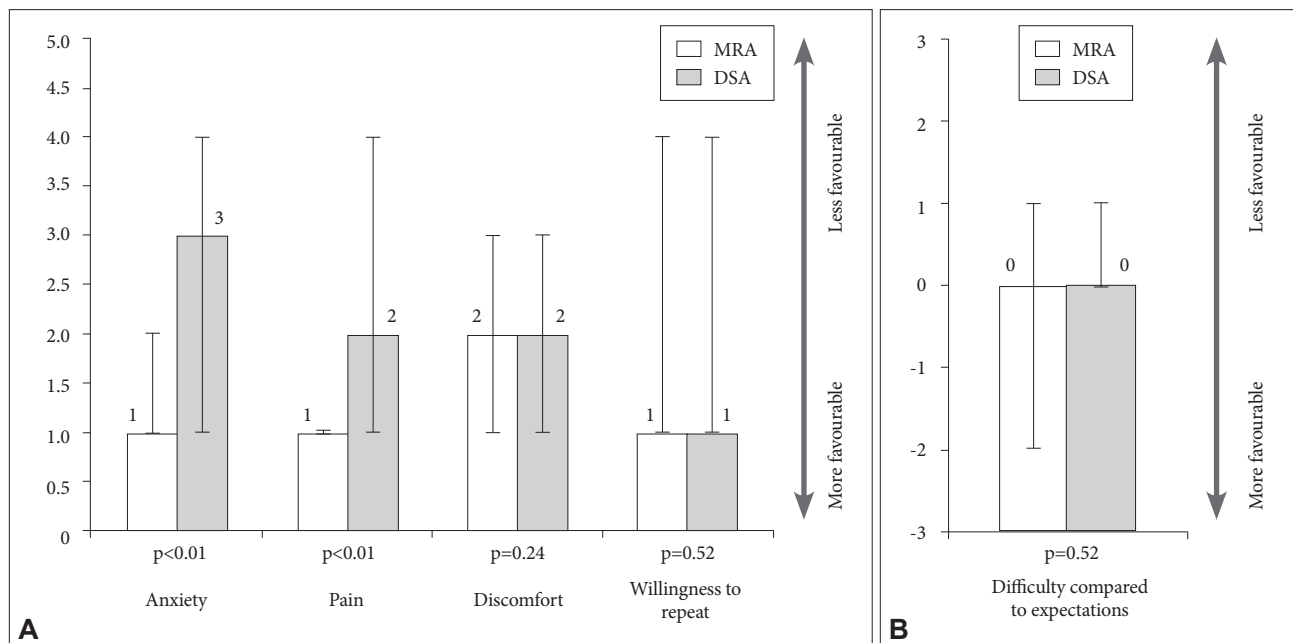 5.0
4.5
4.0
3.5
3.0
2.5
2.0
1.5
1.0
0.5
0
MRA
DSA
1
3
1
2
2
2
1
1
p<0.01
p<0.01
p=0.24
p=0.52
Anxiety
Pain
Discomfort
Willingness to
repeat
Less favourable
More favourable
A
3
2
1
0
-1
-2
-3
MRA
DSA
0
0
p=0.52
Difficulty compared
to expectations
Less favourable
More favourable
B